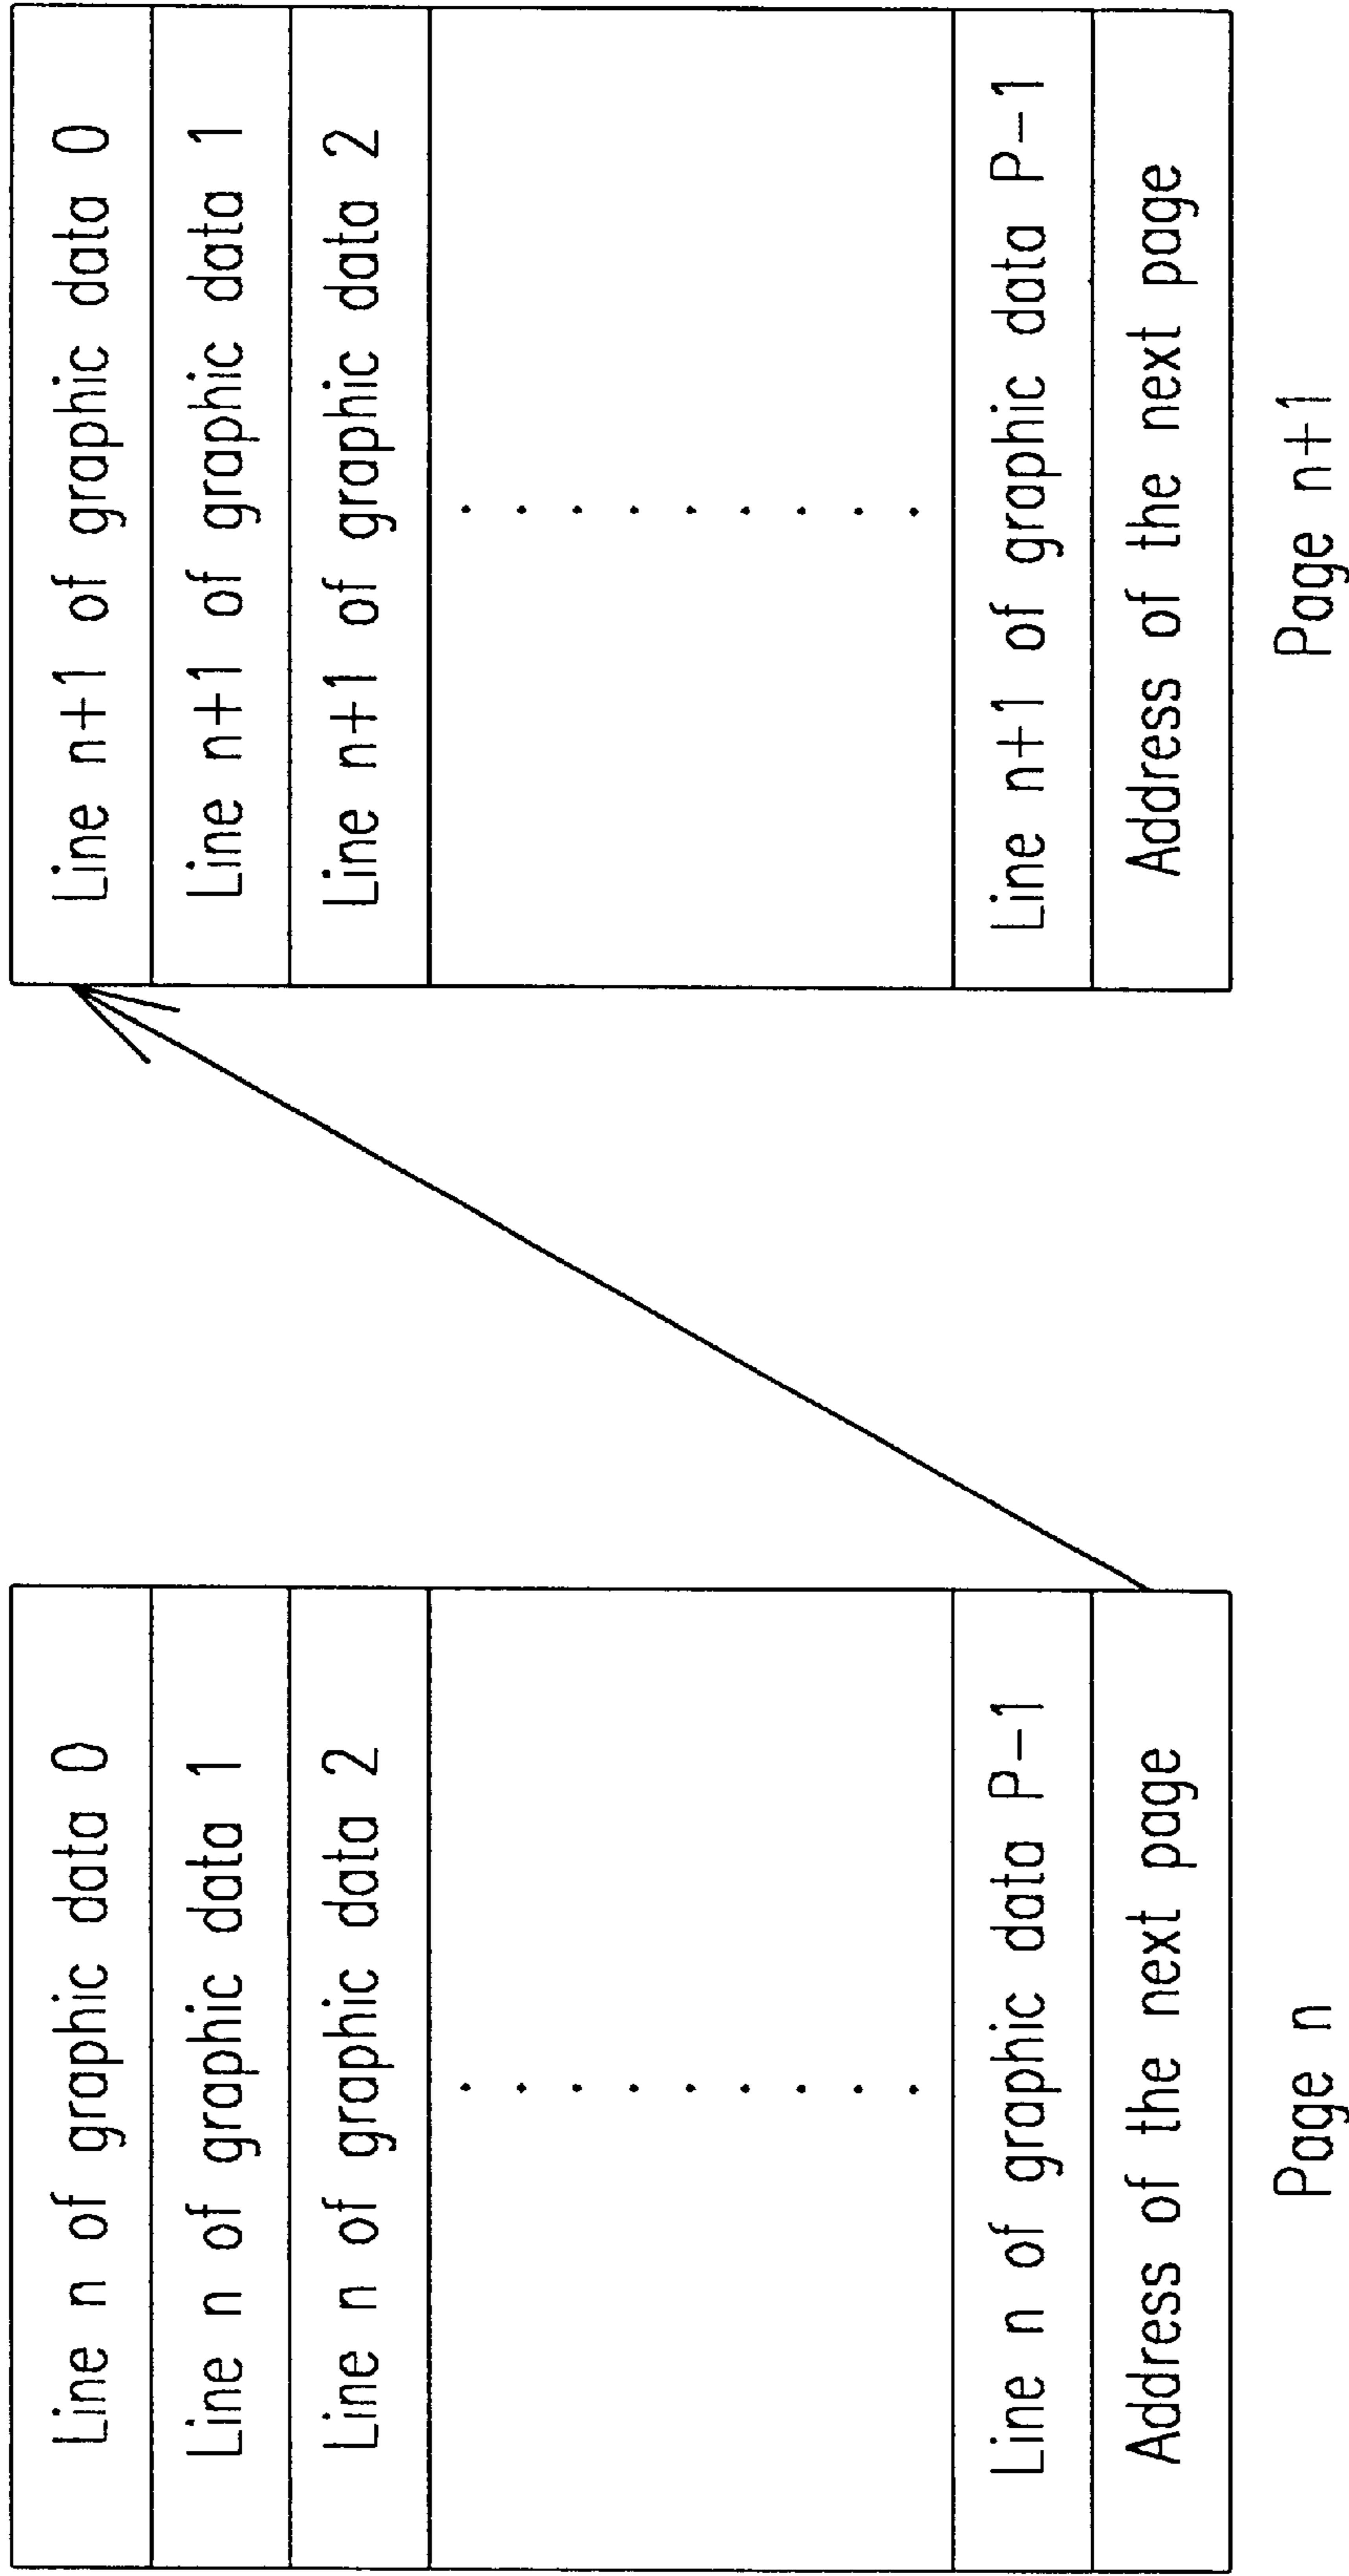 Line n of graphic data 0
Line n of graphic data 1
Line n of graphic data 2
Line n of graphic data P-1
Address of the next page
Page n
Line n+1 of graphic data 0
Line n+1 of graphic data 1
Line n+1 of graphic data 2
Line n+1 of graphic data P-1
Address of the next page
Page n+1